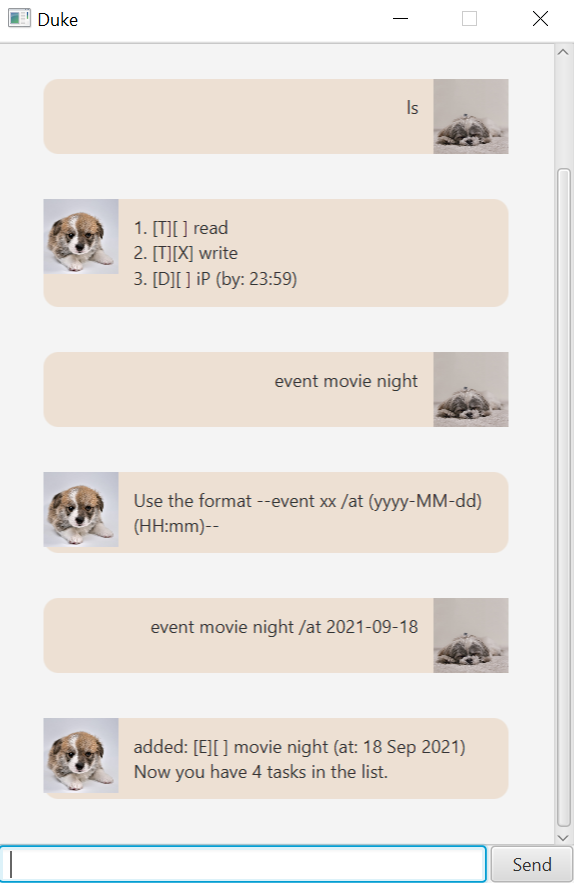 Duke
ls
1. [T][ ] read
2. [T][X] write
3. [D][ ] iP (by: 23:59)
event movie night
Use the format --event xx /at (yyyy-MM-dd)
(HH:mm)--
event movie night /at 2021-09-18
added: [E][ ] movie night (at: 18 Sep 2021)
Now you have 4 tasks in the list.
Send